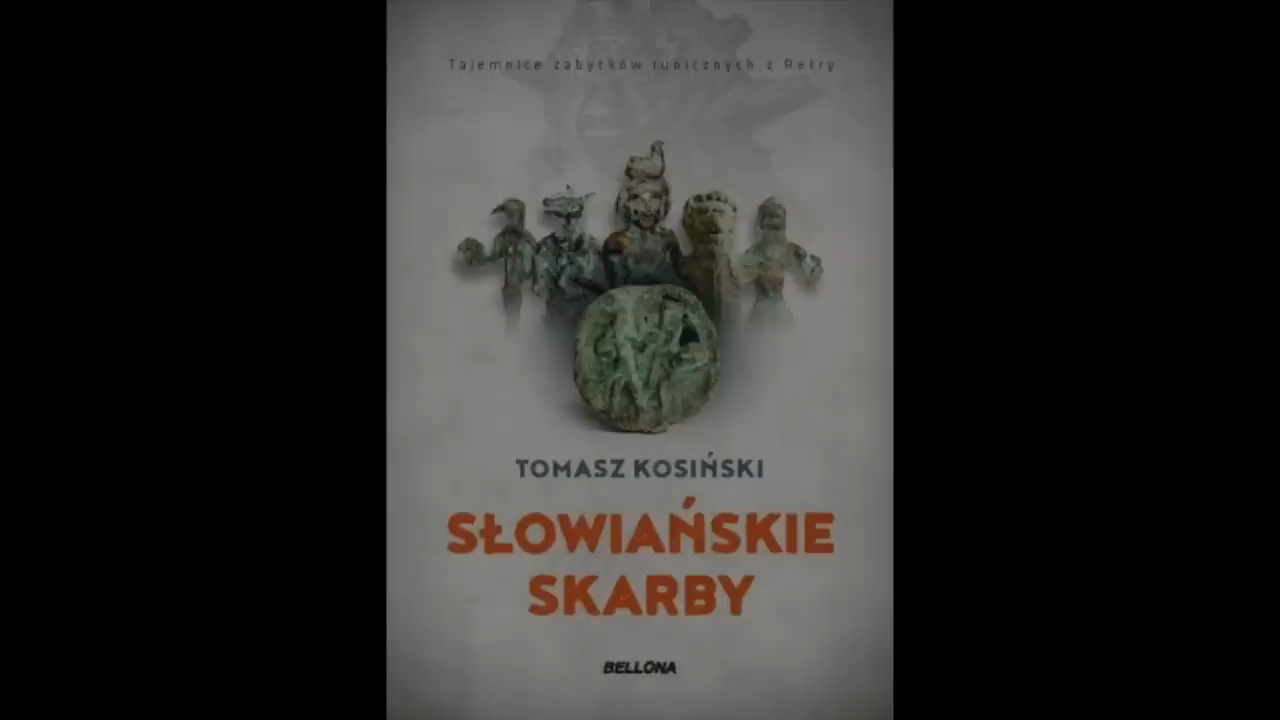 Tajemnice zabytków runicznych z Retry
TOMASZ KOSIŃSKI
SŁOWIAŃSKIE
SKARBY
BELLONA